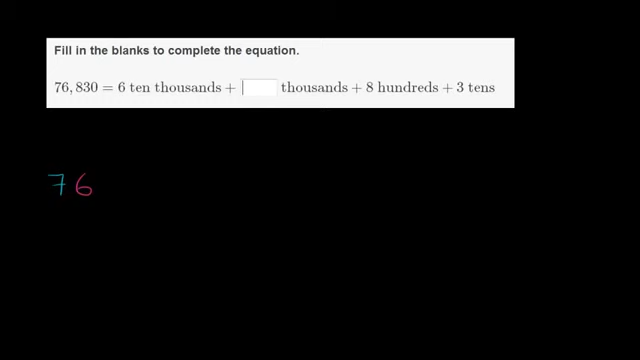 Fill in the blanks to complete the equation.
76,830 = 6 ten thousands + thousands + 8 hundreds + 3 tens
76